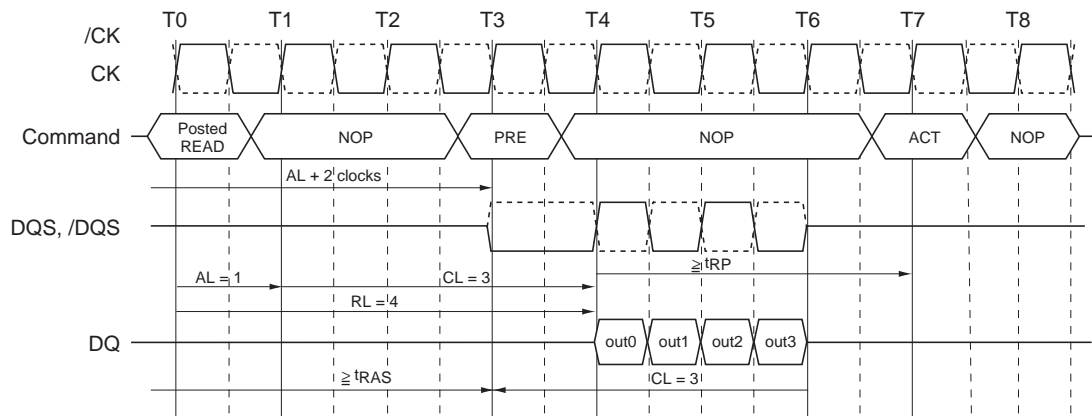 T0 T1 T2 T3 T4 T5 T6 T7 T8
/CK
CK
Command
Posted
READ
NOP
PRE
NOP
ACT
NOP
AL + 2 clocks
DQS, /DQS
≧ tRP
AL = 1
CL = 3
RL = 4
DQ
out0 out1 out2 out3
≧ tRAS
CL = 3